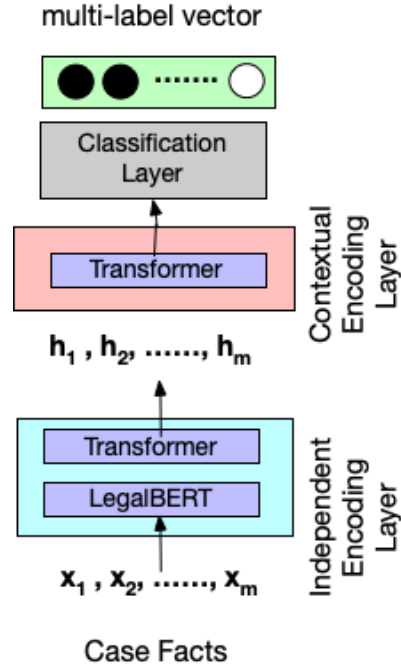 multi-label vector
Classification
Layer
Transformer
Contextual
Encoding
Layer
h1 , h2, ......, hm
Transformer
LegalBERT
Independent
Encoding
Layer
x1 , x2, ......, xm
Case Facts